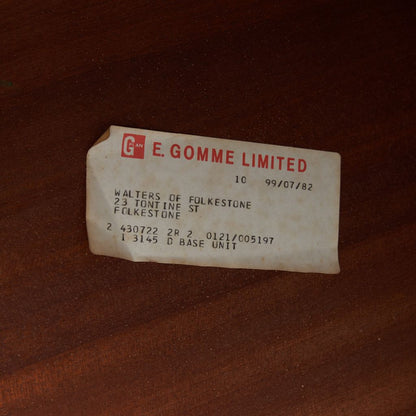 G PLAN E. GOMME LIMITED
10 99/07/82
WALTERS OF FOLKESTONE
23 TONTINE ST
FOLKESTONE
2 430722 2R 2 0121/005197
1 3145 D BASE UNIT